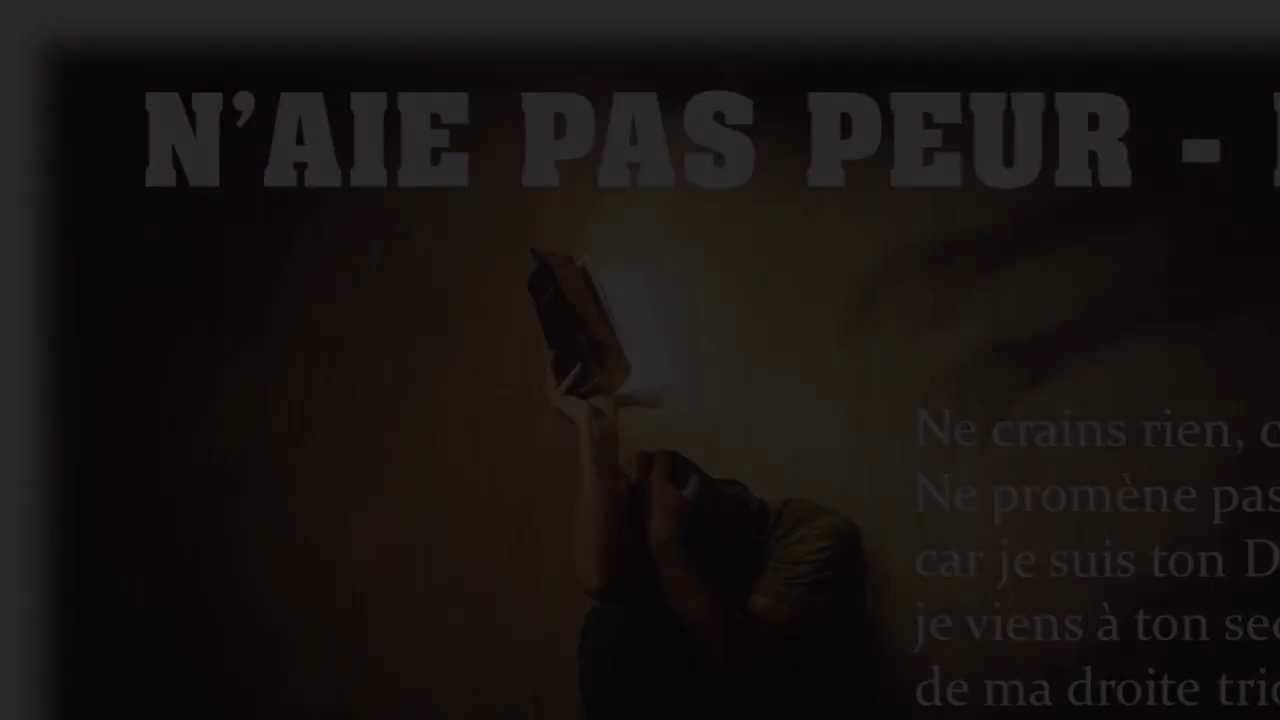 N’AIE PAS PEUR -
Ne crains rien,
Ne promène pas
car je suis ton
je viens à ton
de ma droite